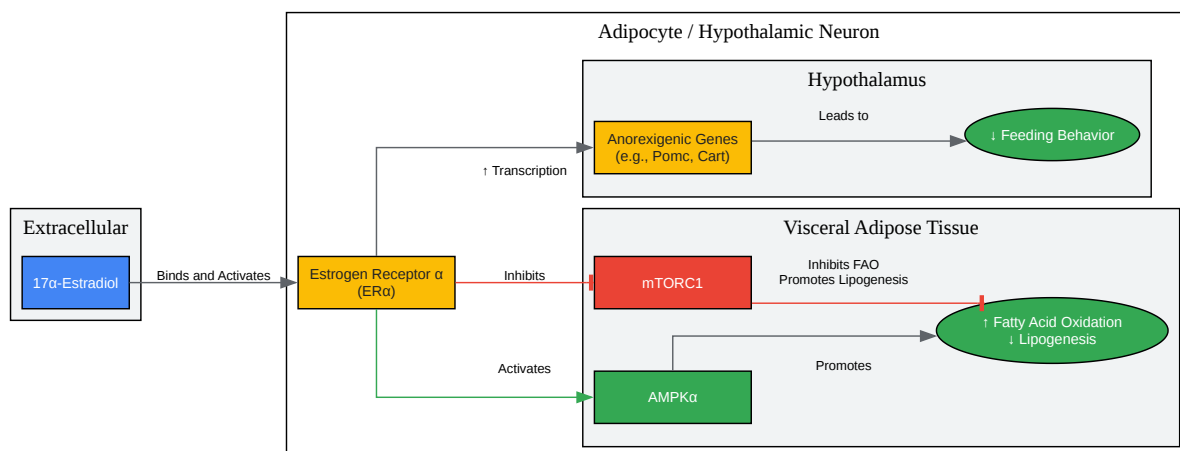 Adipocyte / Hypothalamic Neuron
Hypothalamus
Anorexigenic Genes
(e.g., Pomc, Cart)
Leads to
↓ Feeding Behavior
↑ Transcription
Extracellular
17α-Estradiol
Binds and Activates
Estrogen Receptor α
(ERα)
Inhibits
Visceral Adipose Tissue
mTORC1
Inhibits FAO
Promotes Lipogenesis
↑ Fatty Acid Oxidation
↓ Lipogenesis
Activates
AMPKα
Promotes